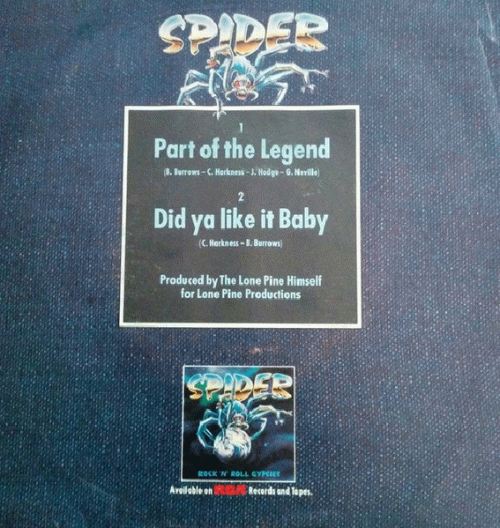 SPIDER
1
Part of the Legend
(B. Burrows - C. Harkness - J. Hodge - G. Neville)
2
Did ya like it Baby
(C. Harkness - B. Burrows)
Produced by The Lone Pine Himself
for Lone Pine Productions
SPIDER
ROCK 'N' ROLL GYPSIES
Available on RCA Records and Tapes.